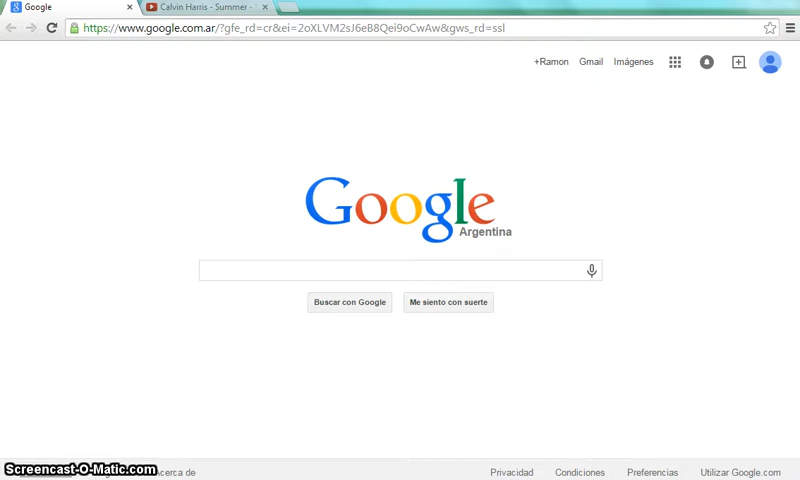 Google
Calvin Harris - Summer -
https://www.google.com.ar/?gfe_rd=cr&ei=2oXLVM2sJ6eB8Qei9oCwAw&gws_rd=ssl
+Ramon Gmail Imágenes
Google
Argentina
Buscar con Google Me siento con suerte
Screencast-O-Matic.com
Acerca de Privacidad Condiciones Preferencias Utilizar Google.com